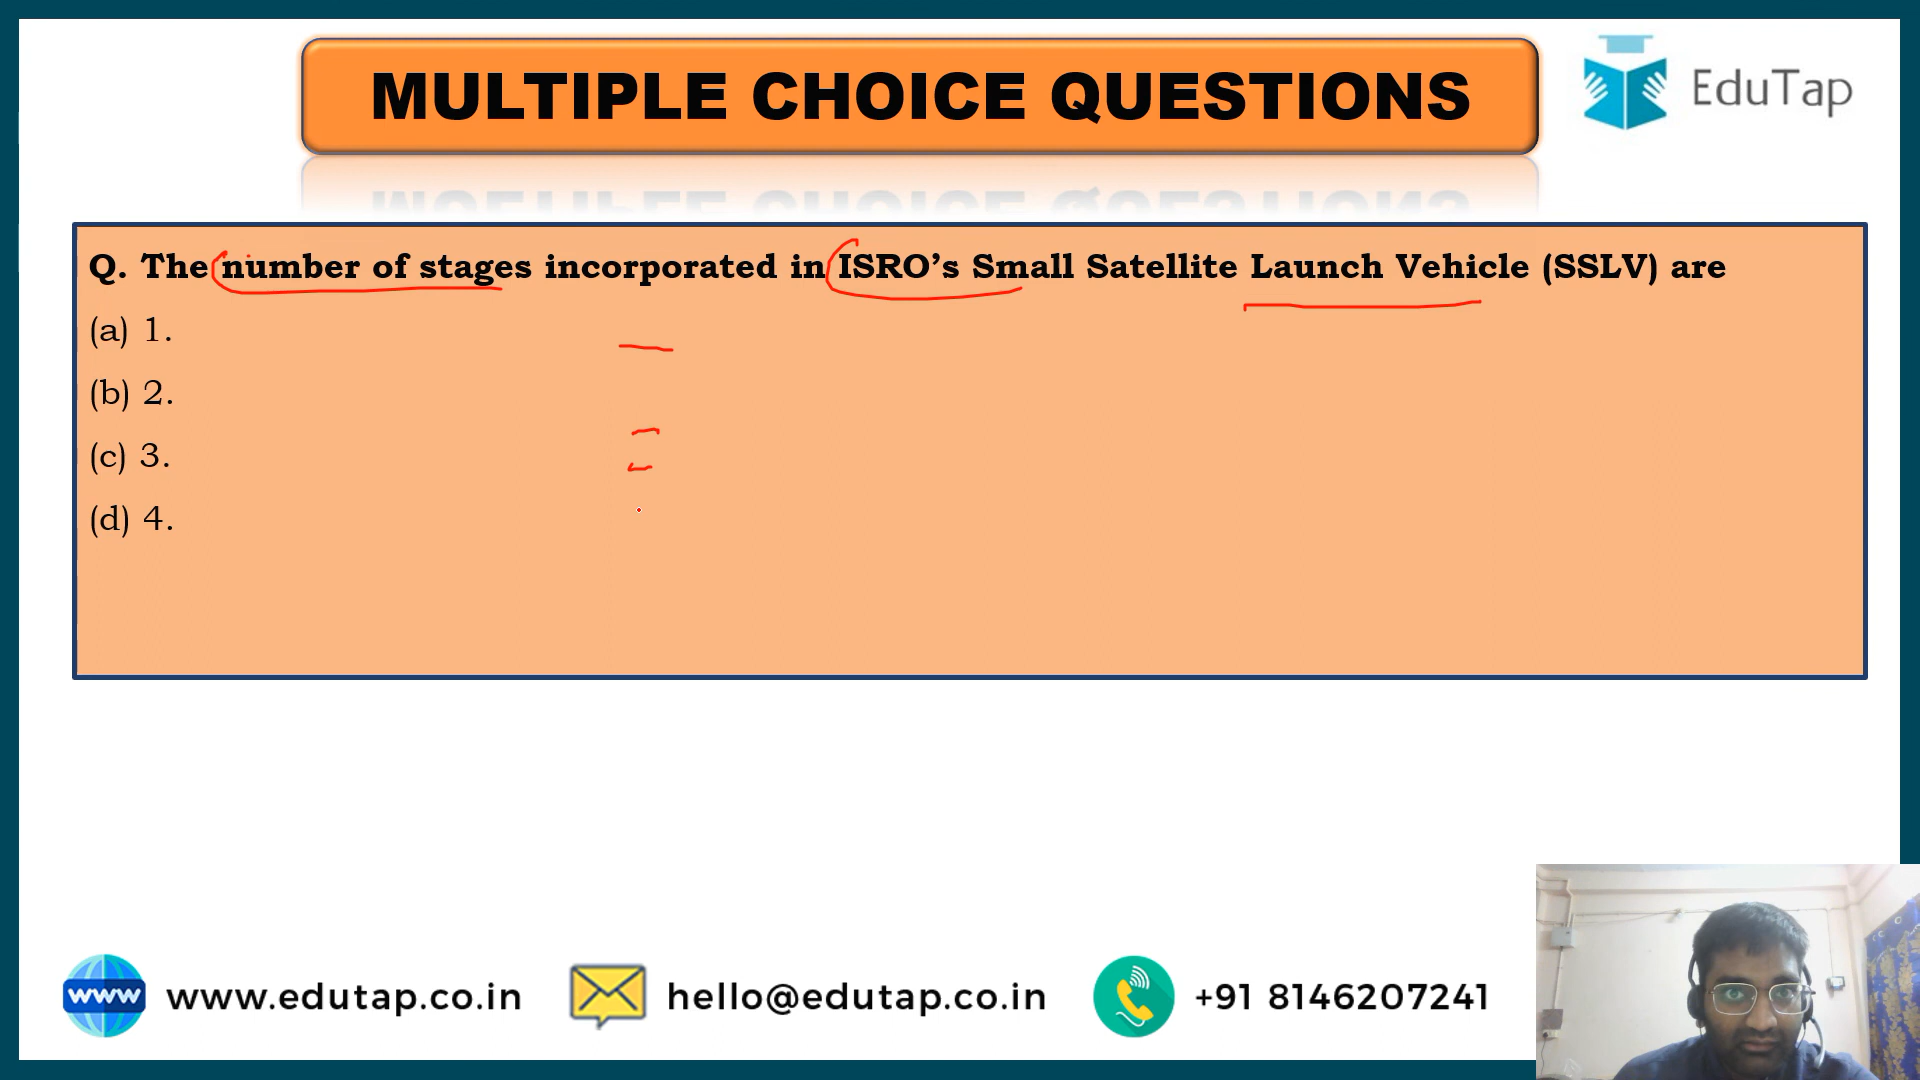 MULTIPLE CHOICE QUESTIONS
EduTap
Q. The number of stages incorporated in ISRO’s Small Satellite Launch Vehicle (SSLV) are
(a) 1.
(b) 2.
(c) 3.
(d) 4.
www www.edutap.co.in hello@edutap.co.in +91 8146207241